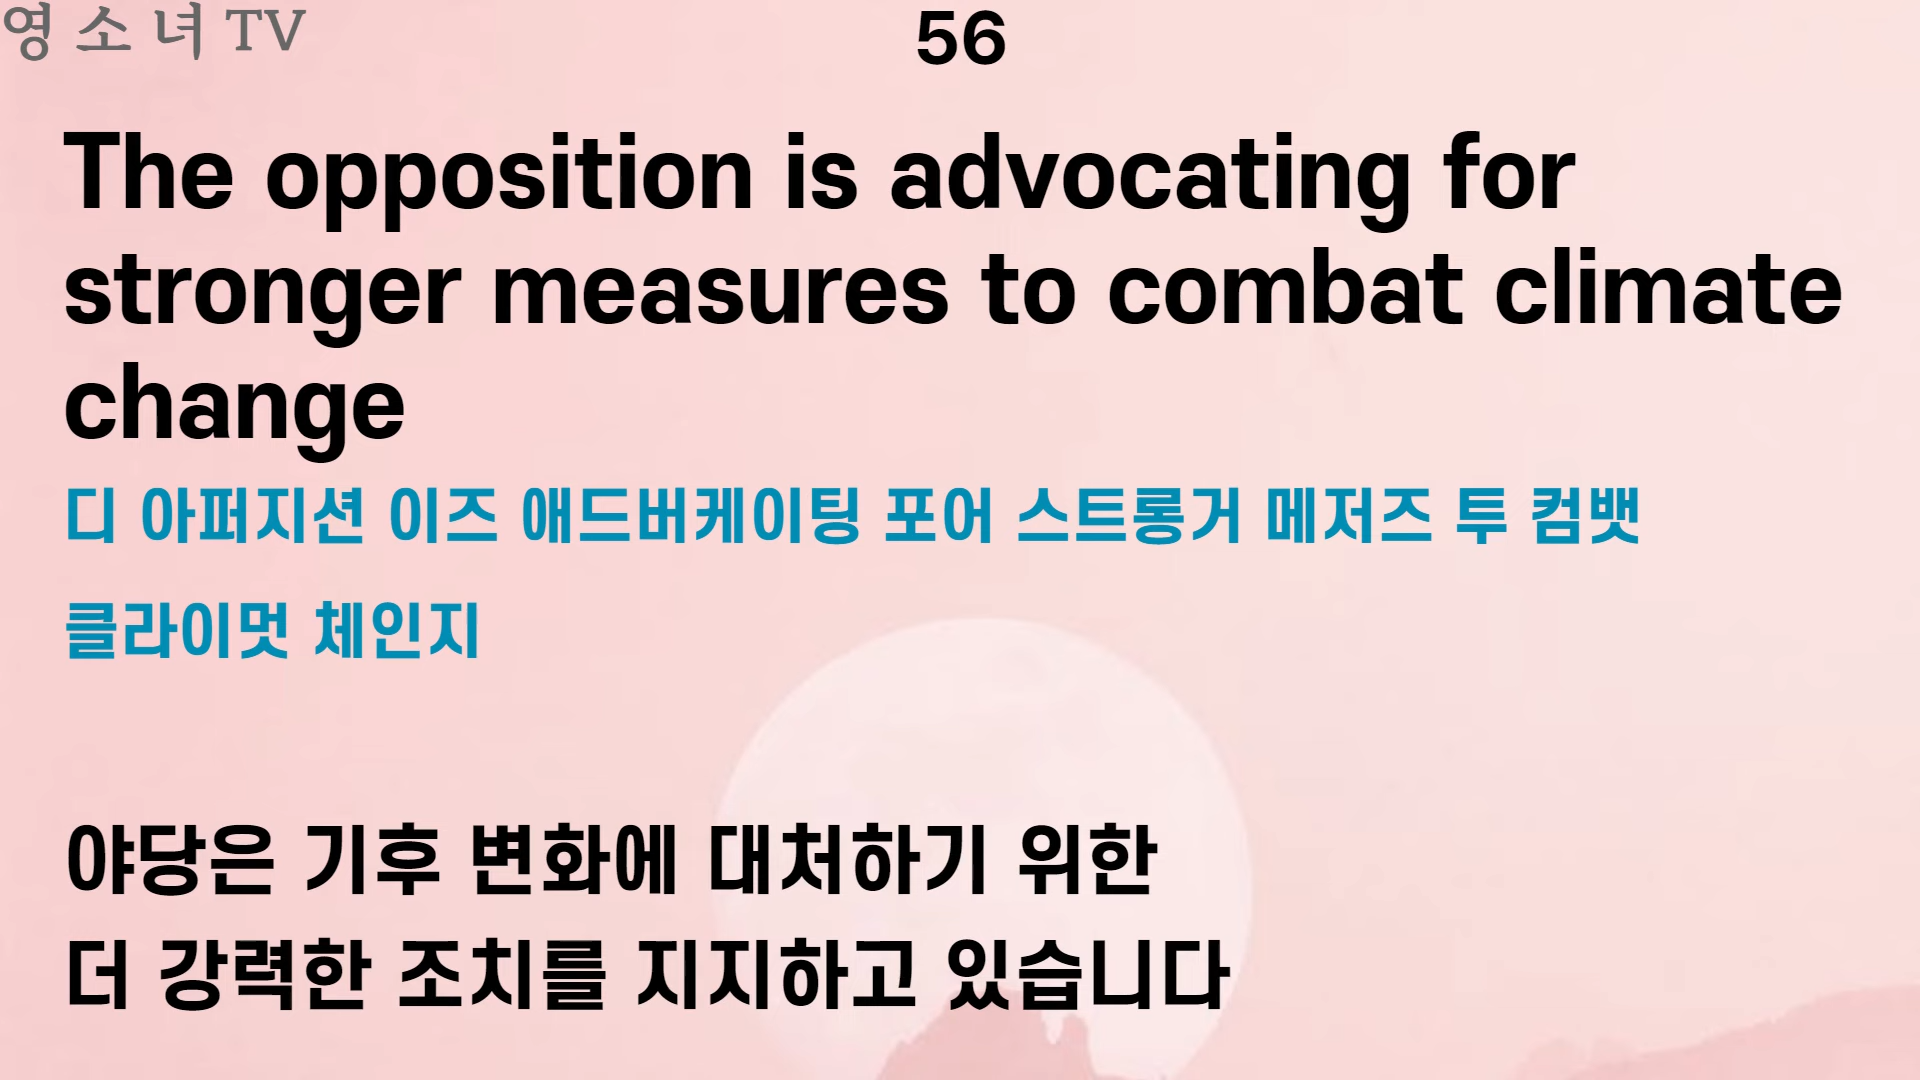 영소녀TV
56
The opposition is advocating for
stronger measures to combat climate
change
디 아퍼지션 이즈 애드버케이팅 포어 스트롱거 메저즈 투 컴뱃
클라이멋 체인지
야당은 기후 변화에 대처하기 위한
더 강력한 조치를 지지하고 있습니다